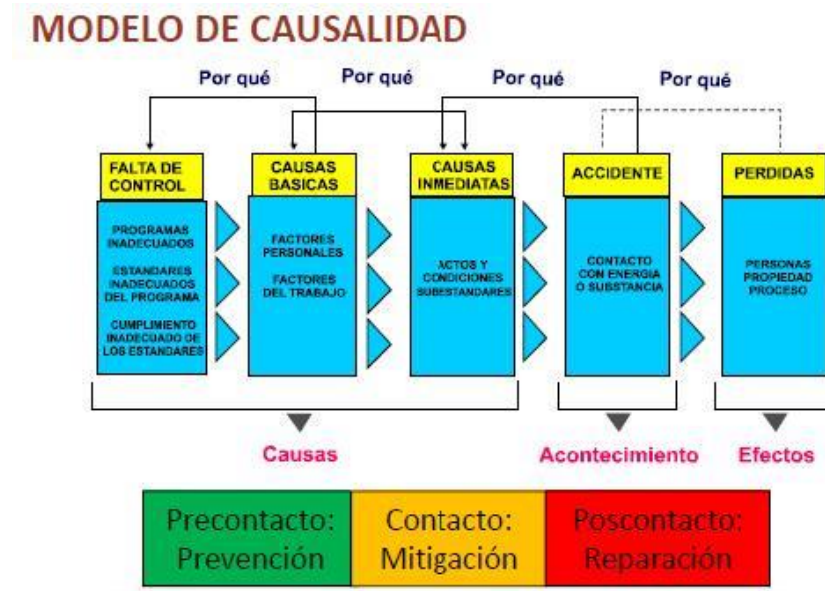 MODELO DE CAUSALIDAD
Por qué Por qué Por qué Por qué
FALTA DE
CONTROL
PROGRAMAS
INADECUADOS
ESTANDARES
INADECUADOS
DEL PROGRAMA
CUMPLIMIENTO
INADECUADO DE
LOS ESTANDARES
CAUSAS
BASICAS
FACTORES
PERSONALES
FACTORES
DEL TRABAJO
CAUSAS
INMEDIATAS
ACTOS Y
CONDICIONES
SUBESTANDARES
ACCIDENTE
CONTACTO
CON ENERGIA
O SUBSTANCIA
PERDIDAS
PERSONAS
PROPIEDAD
PROCESO
Causas
Acontecimiento
Efectos
Precontacto:
Prevención
Contacto:
Mitigación
Poscontacto:
Reparación